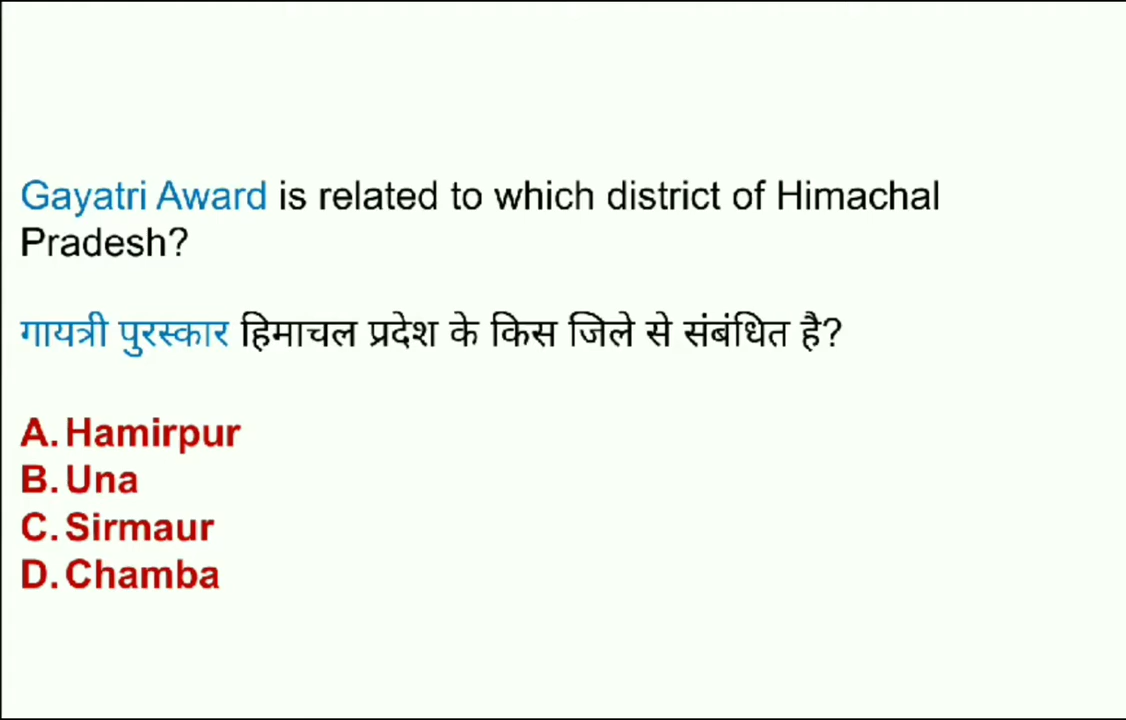 Gayatri Award is related to which district of Himachal
Pradesh?
गायत्री पुरस्कार हिमाचल प्रदेश के किस जिले से संबंधित है?
A. Hamirpur
B. Una
C. Sirmaur
D. Chamba